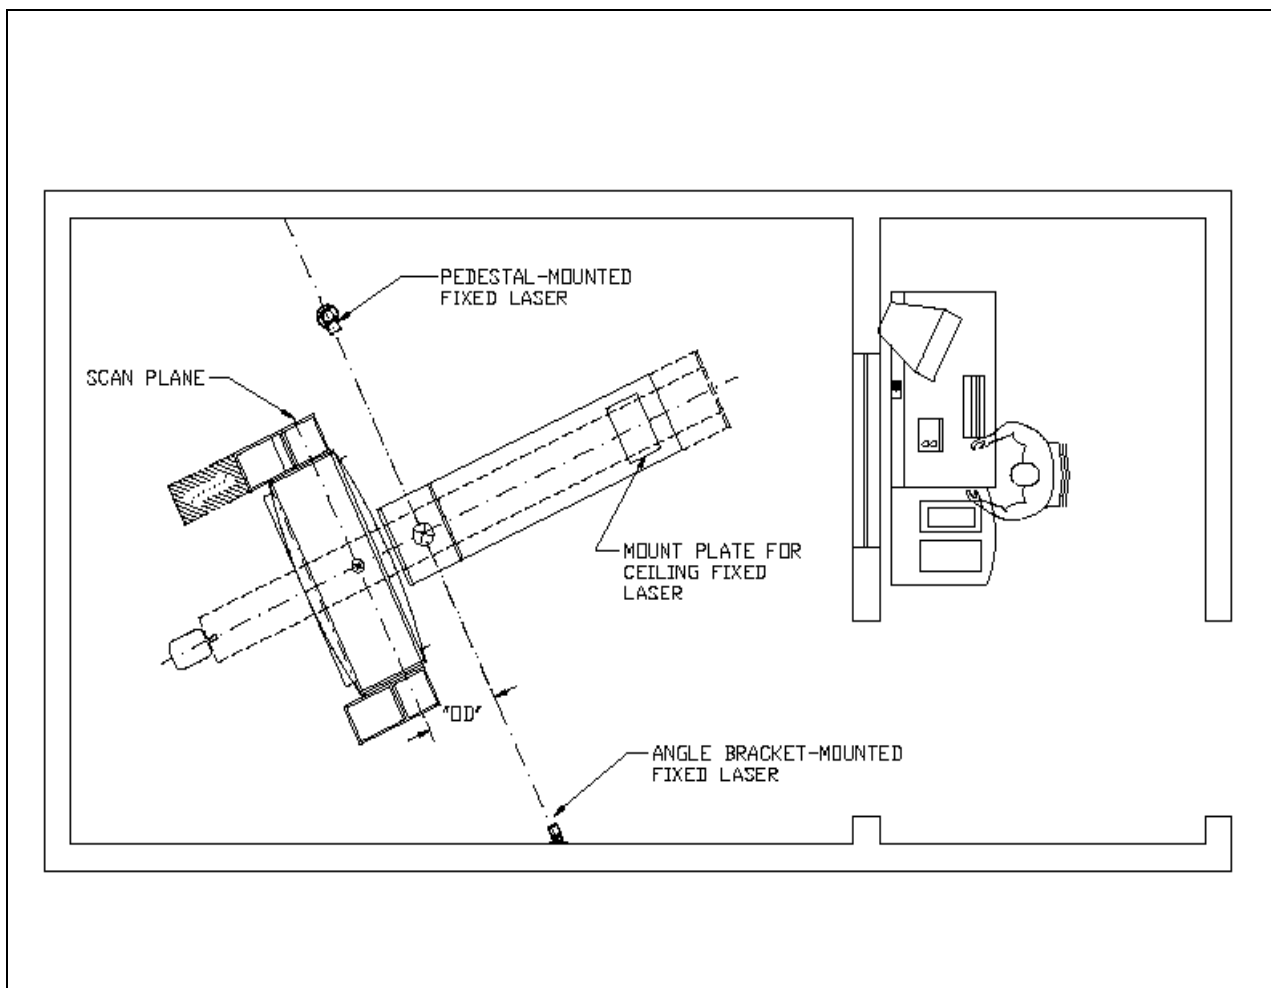 PEDESTAL-MOUNTED
FIXED LASER
SCAN PLANE
MOUNT PLATE FOR
CEILING FIXED
LASER
"OD"
ANGLE BRACKET-MOUNTED
FIXED LASER